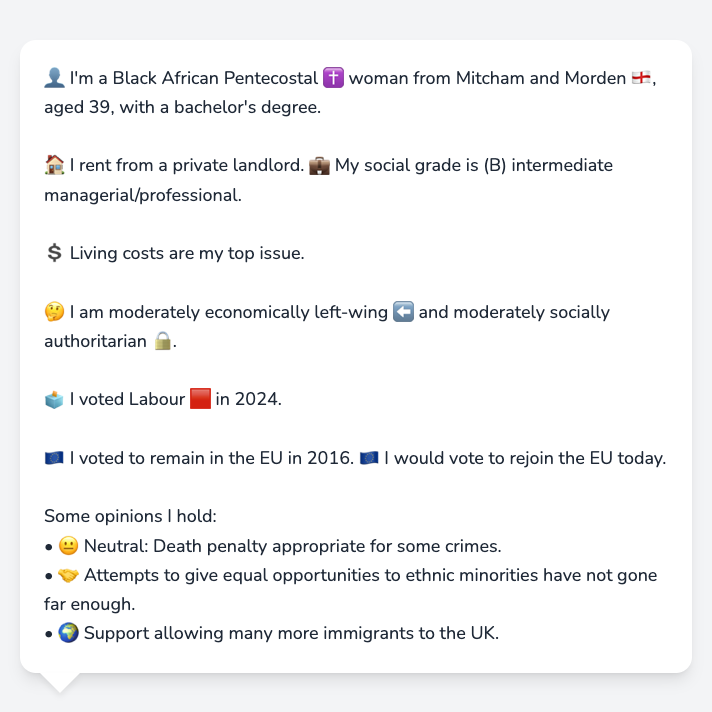 👤 I'm a Black African Pentecostal ✝️ woman from Mitcham and Morden 🏴󠁧󠁢󠁥󠁮󠁧󠁿,
aged 39, with a bachelor's degree.
🏠 I rent from a private landlord. 💼 My social grade is (B) intermediate
managerial/professional.
💲 Living costs are my top issue.
🤔 I am moderately economically left-wing ⬅️ and moderately socially
authoritarian 🔒.
🗳️ I voted Labour 🟥 in 2024.
🇪🇺 I voted to remain in the EU in 2016. 🇪🇺 I would vote to rejoin the EU today.
Some opinions I hold:
• 😐 Neutral: Death penalty appropriate for some crimes.
• 🤝 Attempts to give equal opportunities to ethnic minorities have not gone
far enough.
• 🌍 Support allowing many more immigrants to the UK.